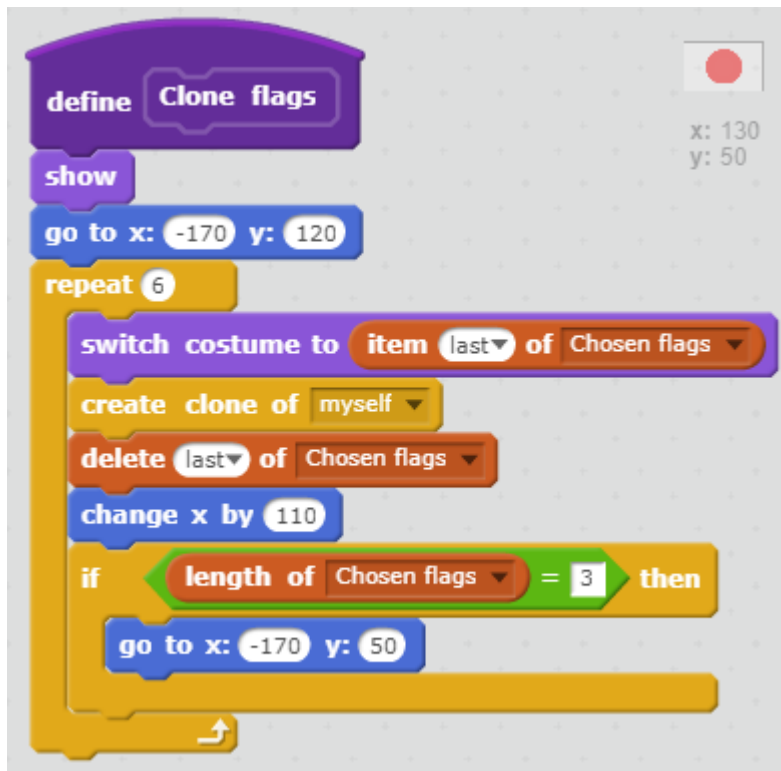 define Clone flags
x: 130
y: 50
show
go to x: -170 y: 120
repeat 6
switch costume to item last of Chosen flags
create clone of myself
delete last of Chosen flags
change x by 110
if length of Chosen flags = 3 then
go to x: -170 y: 50